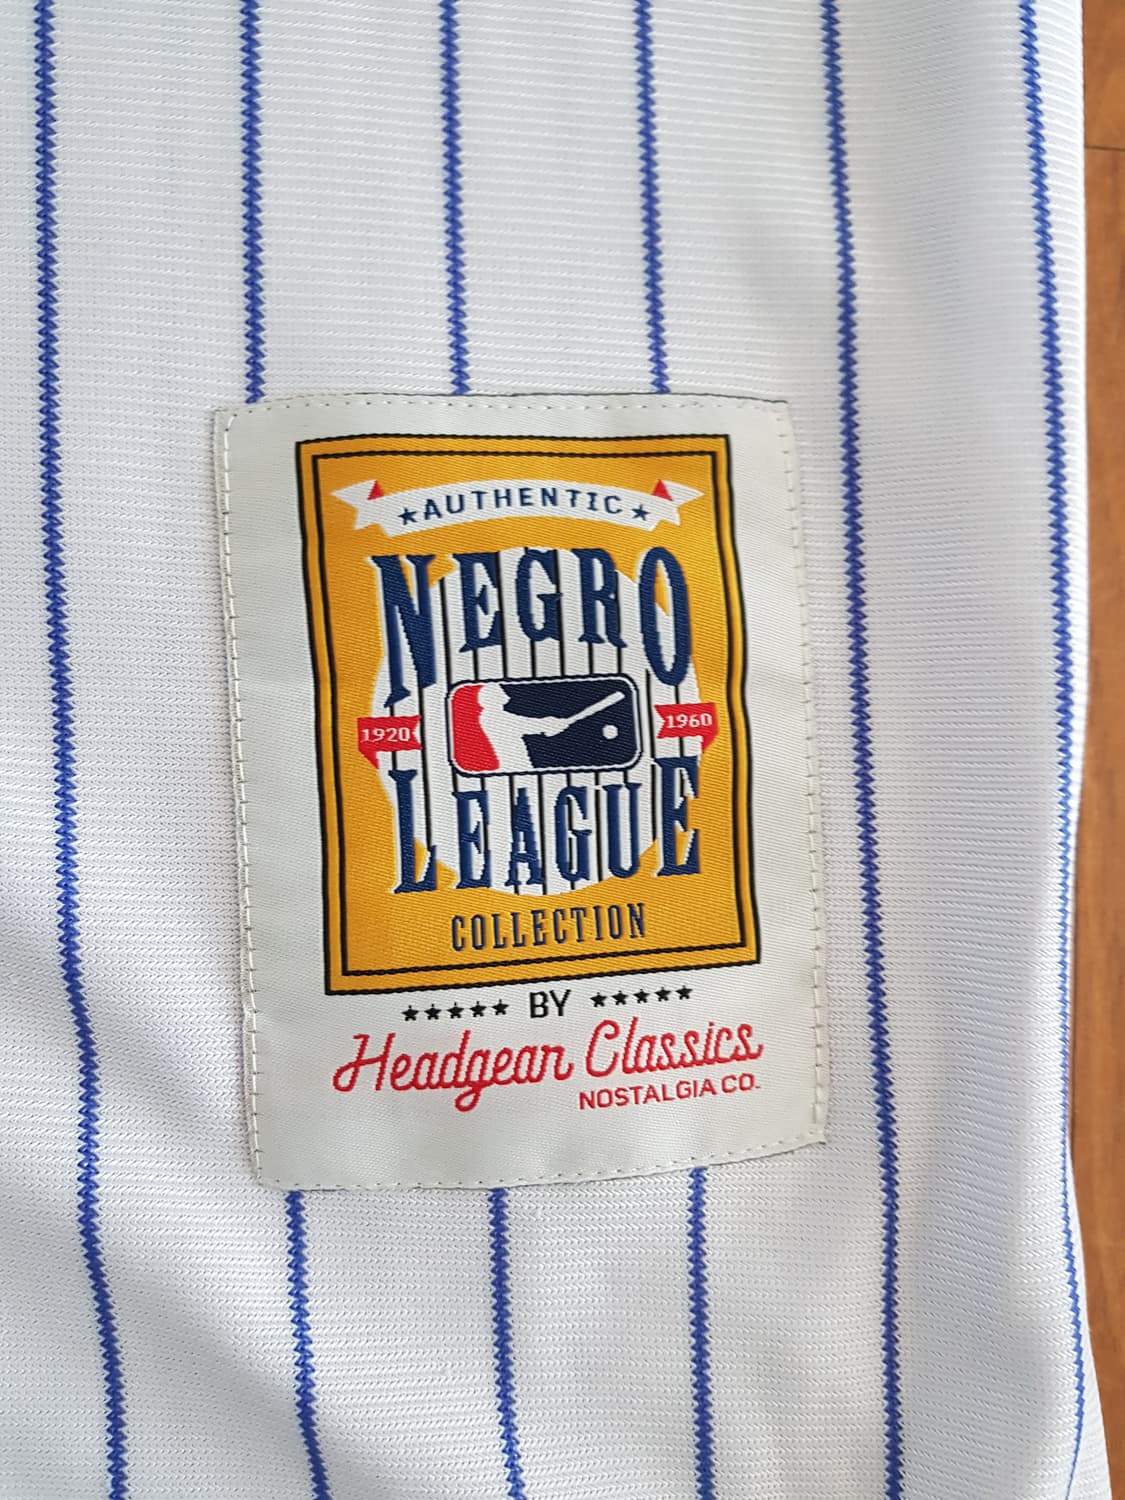 ★AUTHENTIC★
NEGRO
1920 1960
LEAGUE
COLLECTION
★★★★★ BY ★★★★★
Headgear Classics
NOSTALGIA CO.